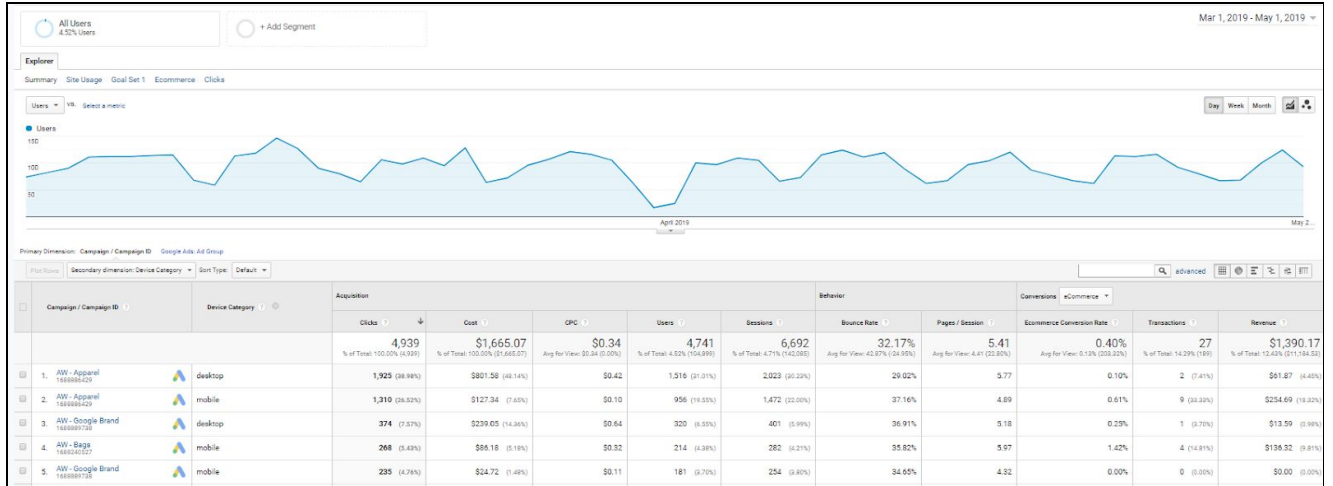 All Users
4.52% Users
+ Add Segment
Mar 1, 2019 - May 1, 2019
Explorer
Summary Site Usage Goal Set 1 Ecommerce Clicks
Users VS. Select a metric
Day Week Month
Users
150
100
50
April 2019
May 2...
Primary Dimension: Campaign / Campaign ID Google Ads: Ad Group
Plot Rows Secondary dimension: Device Category Sort Type: Default advanced
Campaign / Campaign ID Device Category Acquisition Behavior Conversions eCommerce
Clicks Cost CPC Users Sessions Bounce Rate Pages / Session Ecommerce Conversion Rate Transactions Revenue
4,939 $1,665.07 $0.34 4,741 6,692 32.17% 5.41 0.40% 27 $1,390.17
% of Total: 100.00% (4,939) % of Total: 100.00% ($1,665.07) Avg for View: $0.34 (0.00%) % of Total: 4.52% (104,899) % of Total: 4.71% (142,085) Avg for View: 42.87% (-24.95%) Avg for View: 4.41 (22.80%) Avg for View: 0.13% (203.32%) % of Total: 14.29% (189) % of Total: 12.43% ($11,184.53)
1. AW - Apparel desktop 1,925 (38.98%) $801.58 (48.14%) $0.42 1,516 (31.01%) 2,023 (30.23%) 29.02% 5.77 0.10% 2 (7.41%) $61.87 (4.45%)
1688886429
2. AW - Apparel mobile 1,310 (26.52%) $127.34 (7.65%) $0.10 956 (19.55%) 1,472 (22.00%) 37.16% 4.89 0.61% 9 (33.33%) $254.69 (18.32%)
1688886429
3. AW - Google Brand desktop 374 (7.57%) $239.05 (14.36%) $0.64 320 (6.55%) 401 (5.99%) 36.91% 5.18 0.25% 1 (3.70%) $13.59 (0.98%)
1688889738
4. AW - Bags mobile 268 (5.43%) $86.18 (5.18%) $0.32 214 (4.38%) 282 (4.21%) 35.82% 5.97 1.42% 4 (14.81%) $136.32 (9.81%)
1689240527
5. AW - Google Brand mobile 235 (4.76%) $24.72 (1.48%) $0.11 181 (3.70%) 254 (3.80%) 34.65% 4.32 0.00% 0 (0.00%) $0.00 (0.00%)
1688889738